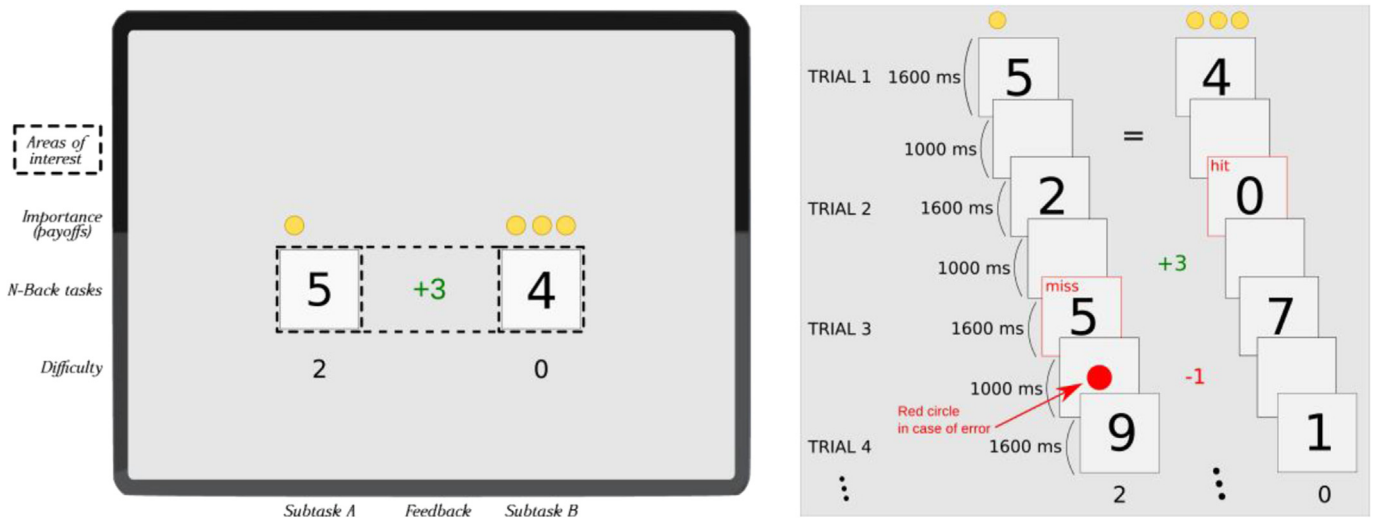 Areas of
interest
Importance
(payoffs)
N-Back tasks
5
+3
4
Difficulty
2
0
Subtask A
Feedback
Subtask B
TRIAL 1
1600 ms
5
4
1000 ms
=
TRIAL 2
1600 ms
2
hit
0
1000 ms
+3
TRIAL 3
1600 ms
miss
5
7
1000 ms
-1
Red circle
in case of error
TRIAL 4
1600 ms
9
1
2
0